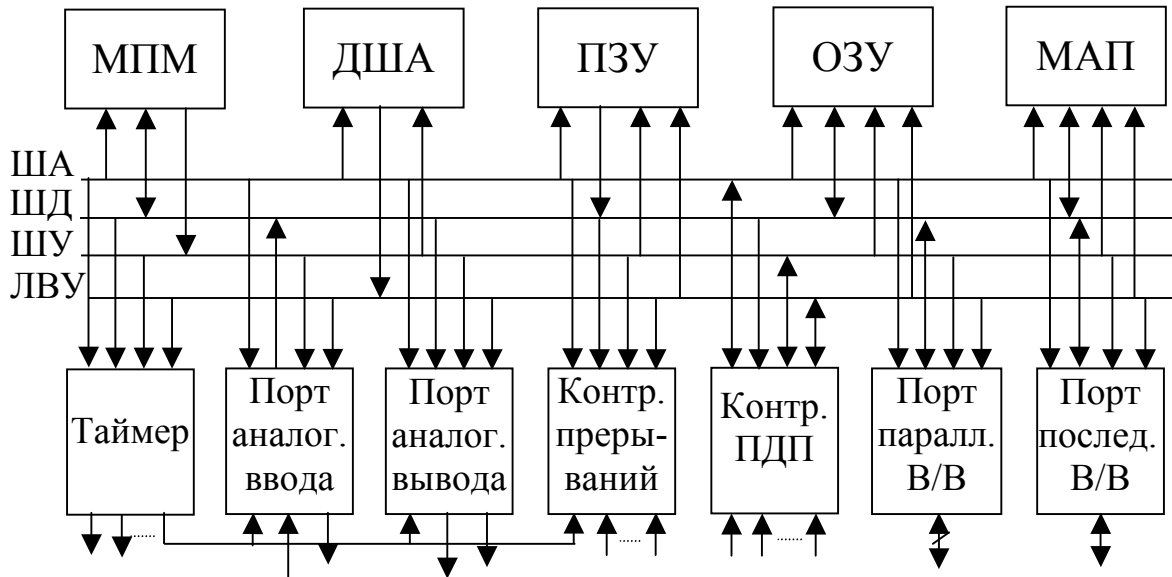 МПМ
ДША
ПЗУ
ОЗУ
МАП
ША
ШД
ШУ
ЛВУ
Таймер
Порт
аналог.
ввода
Порт
аналог.
вывода
Контр.
преры-
ваний
Контр.
ПДП
Порт
паралл.
В/В
Порт
послед.
В/В